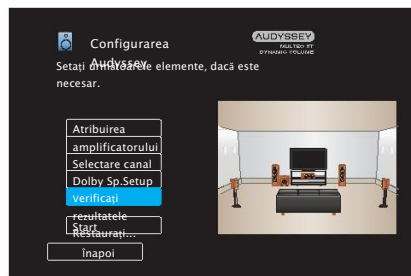 Configurarea
Audyssey
AUDYSSEY
MULTEQ XT
DYNAMIC VOLUME
Setați următoarele elemente, dacă este
necesar.
Atribuirea
amplificatorului
Selectare canal
Dolby Sp.Setup
Verificați
rezultatele
Start
Restaurați...
înapoi